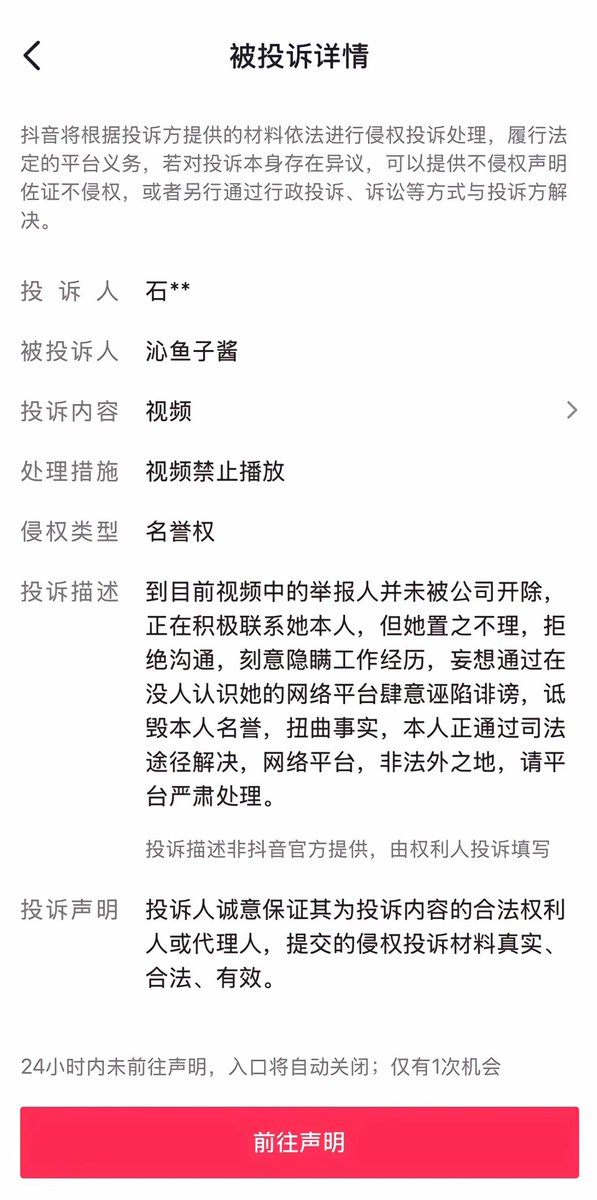 被投诉详情
抖音将根据投诉方提供的材料依法进行侵权投诉处理，履行法
定的平台义务，若对投诉本身存在异议，可以提供不侵权声明
佐证不侵权，或者另行通过行政投诉、诉讼等方式与投诉方解
决。
投诉人 石**
被投诉人 沁鱼子酱
投诉内容 视频
处理措施 视频禁止播放
侵权类型 名誉权
投诉描述 到目前视频中的举报人并未被公司开除，
正在积极联系她本人，但她置之不理，拒
绝沟通，刻意隐瞒工作经历，妄想通过在
没人认识她的网络平台肆意诬陷诽谤，诋
毁本人名誉，扭曲事实，本人正通过司法
途径解决，网络平台，非法外之地，请平
台严肃处理。
投诉描述非抖音官方提供，由权利人投诉填写
投诉声明 投诉人诚意保证其为投诉内容的合法权利
人或代理人，提交的侵权投诉材料真实、
合法、有效。
24小时内未前往声明，入口将自动关闭；仅有1次机会
前往声明